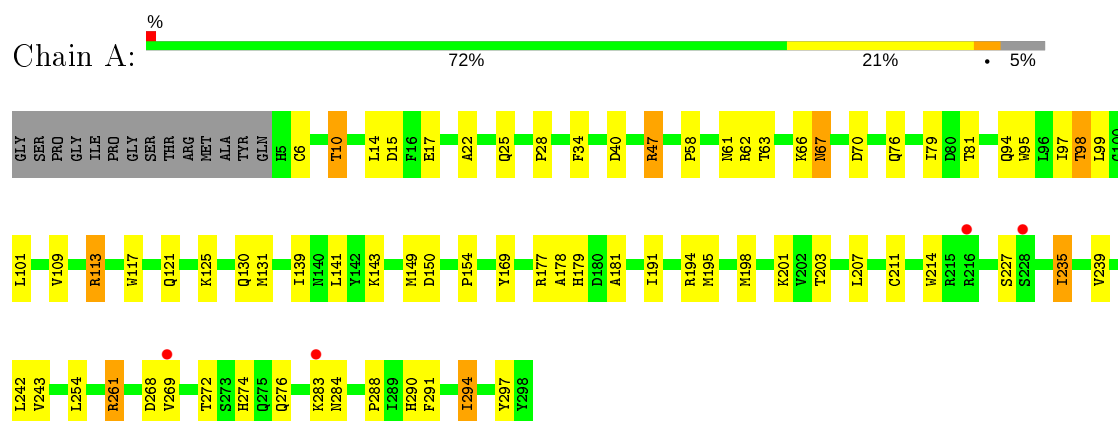 %
Chain A:
72% 21% • 5%
GLY SER PRO GLY ILE PRO GLY SER THR ARG MET ALA TYR GLN H5 C6 T10 L14 D15 F16 E17 A22 Q25 P28 F34 D40 R47 P58 N61 R62 T63 K66 N67 D70 Q76 I79 D80 T81 Q94 W95 L96 I97 T98 L99 G100
L101 V109 R113 W117 Q121 K125 Q130 M131 I139 N140 L141 Y142 K143 M149 D150 P154 Y169 R177 A178 H179 D180 A181 I191 R194 M195 M198 K201 V202 T203 L207 C211 W214 R215 R216 S227 S228 I235 V239
L242 V243 L254 R261 D268 V269 T272 S273 H274 Q275 Q276 K283 N284 P288 I289 H290 F291 I294 Y297 Y298